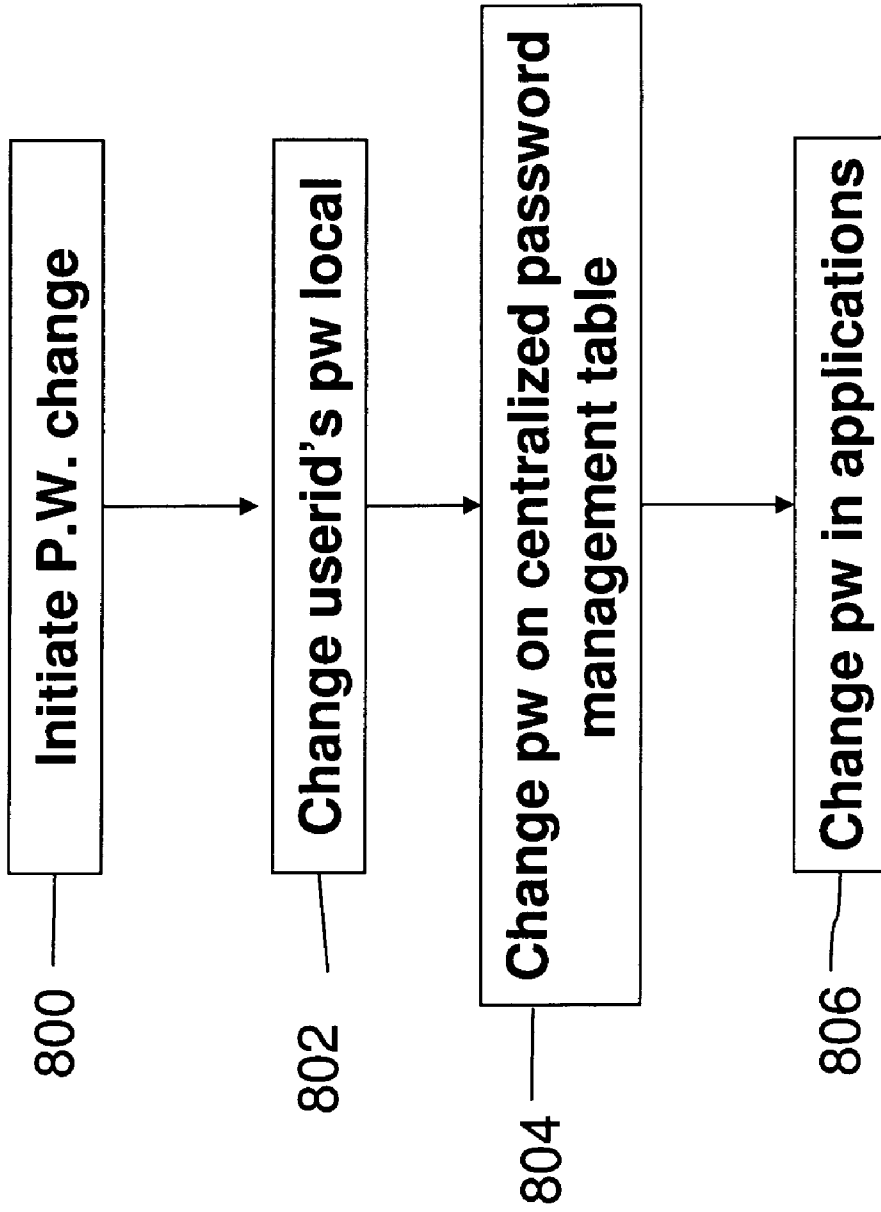 800
Initiate P.W. change
802
Change userid's pw local
804
Change pw on centralized password
management table
806
Change pw in applications